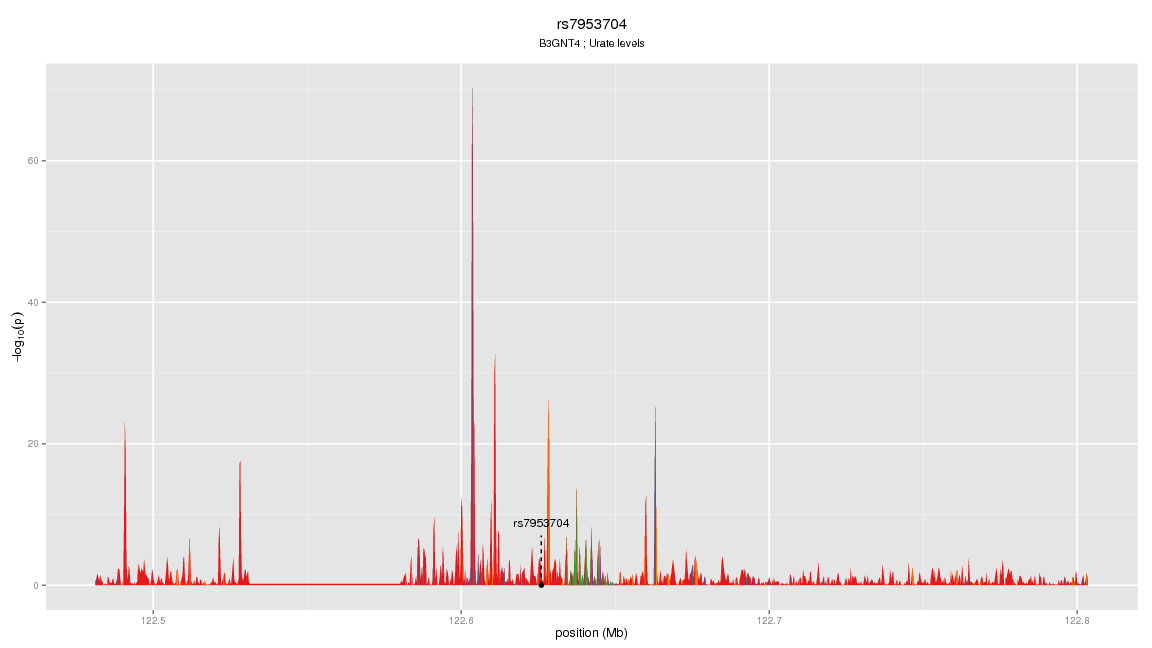 rs7953704
B3GNT4 ; Urate levels
−log10(p)
60
40
20
0
rs7953704
122.5
122.6
122.7
122.8
position (Mb)